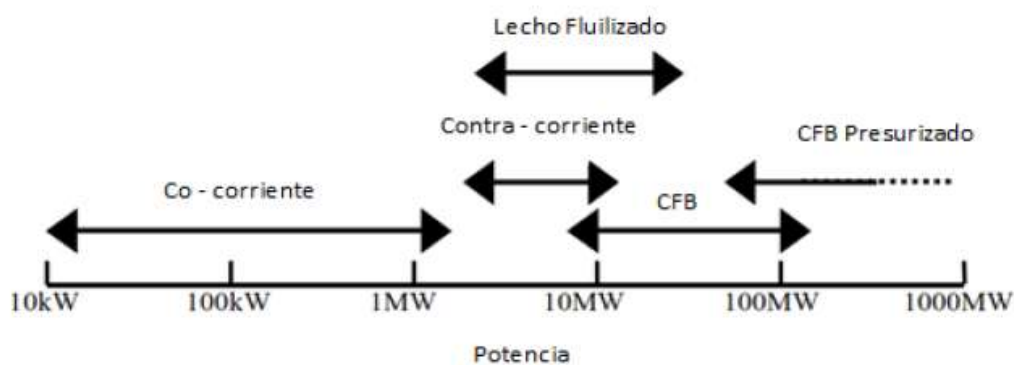 Lecho Fluilizado
Contra - corriente
CFB Presurizado
Co - corriente
CFB
10kW 100kW 1MW 10MW 100MW 1000MW
Potencia